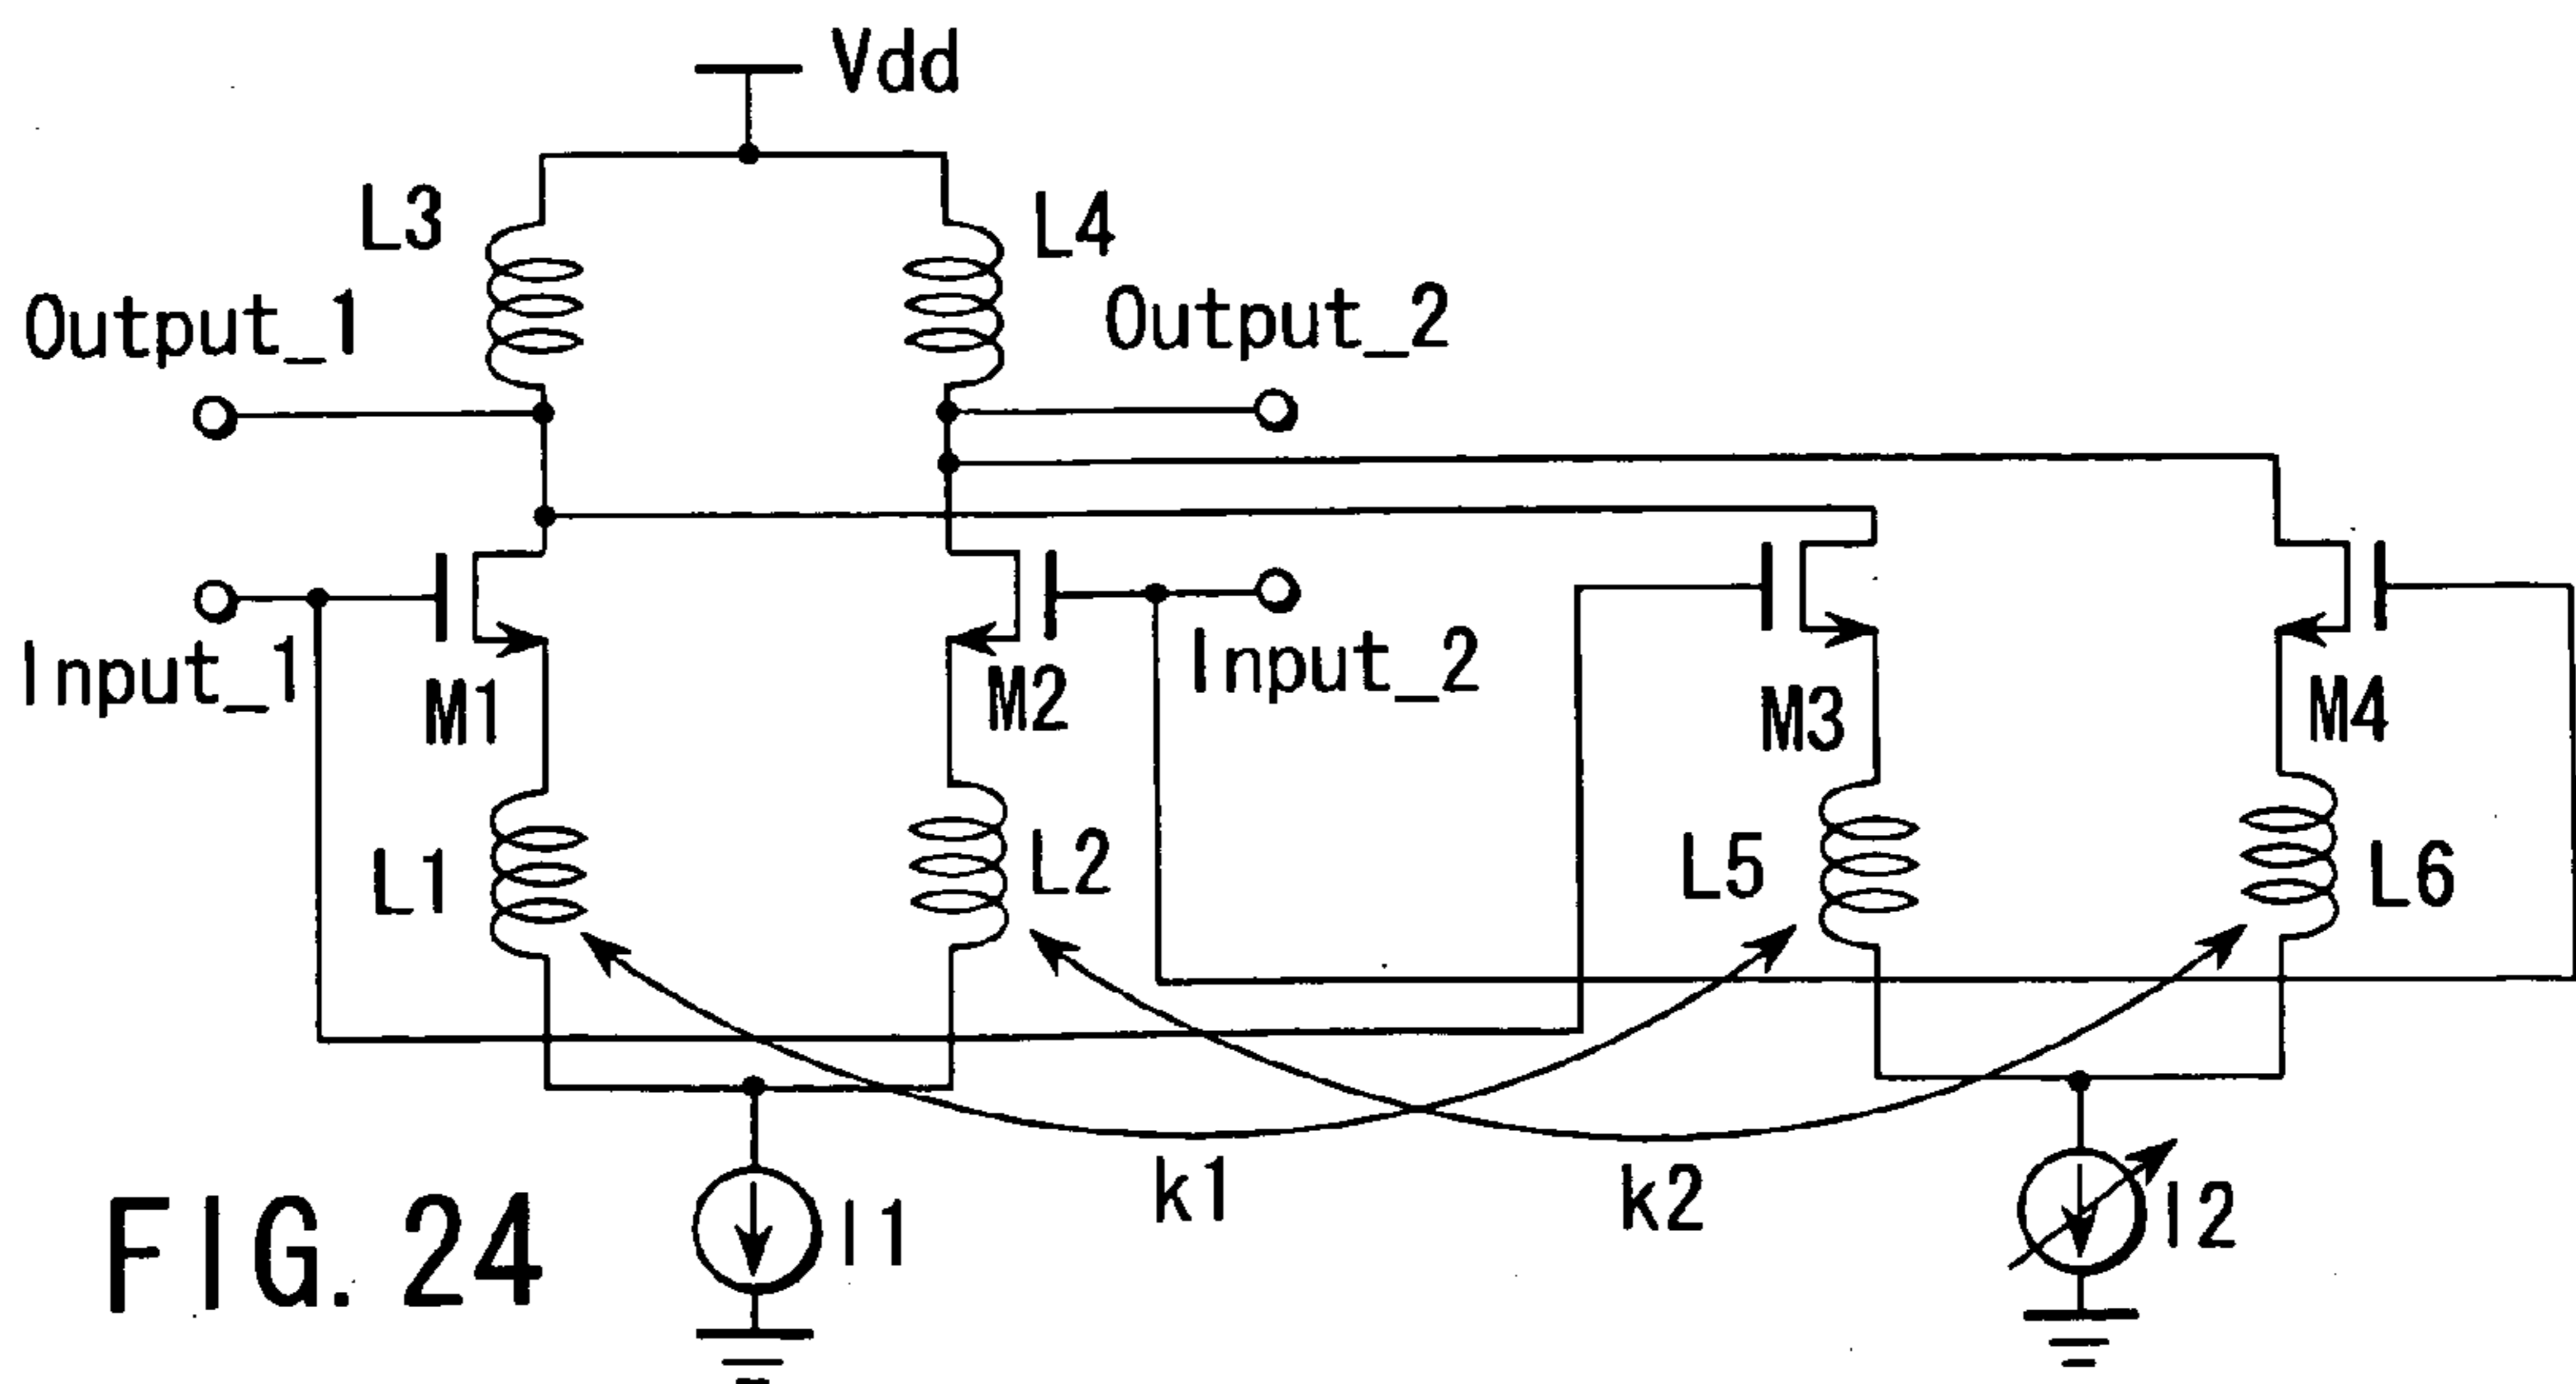 Vdd
L3
L4
Output_1
Output_2
Input_1
Input_2
M1
M2
M3
M4
L1
L2
L5
L6
k1
k2
I1
I2
FIG. 24